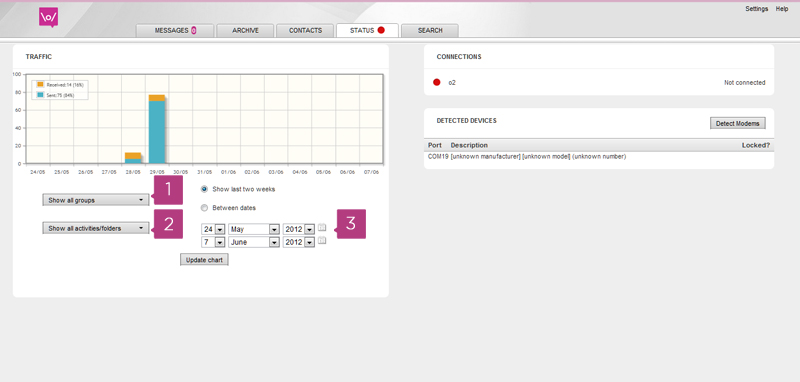 Settings Help
\o/
MESSAGES 0 ARCHIVE CONTACTS STATUS SEARCH
TRAFFIC
100
80
60
40
20
0
Received:14 (16%)
Sent:75 (84%)
24/05 25/05 26/05 27/05 28/05 29/05 30/05 31/05 01/06 02/06 03/06 04/06 05/06 06/06 07/06
Show all groups
1
Show all activities/folders
2
Show last two weeks
Between dates
24 May 2012
7 June 2012
3
Update chart
CONNECTIONS
o2 Not connected
DETECTED DEVICES
Detect Modems
Port Description Locked?
COM19 [unknown manufacturer] [unknown model] (unknown number)